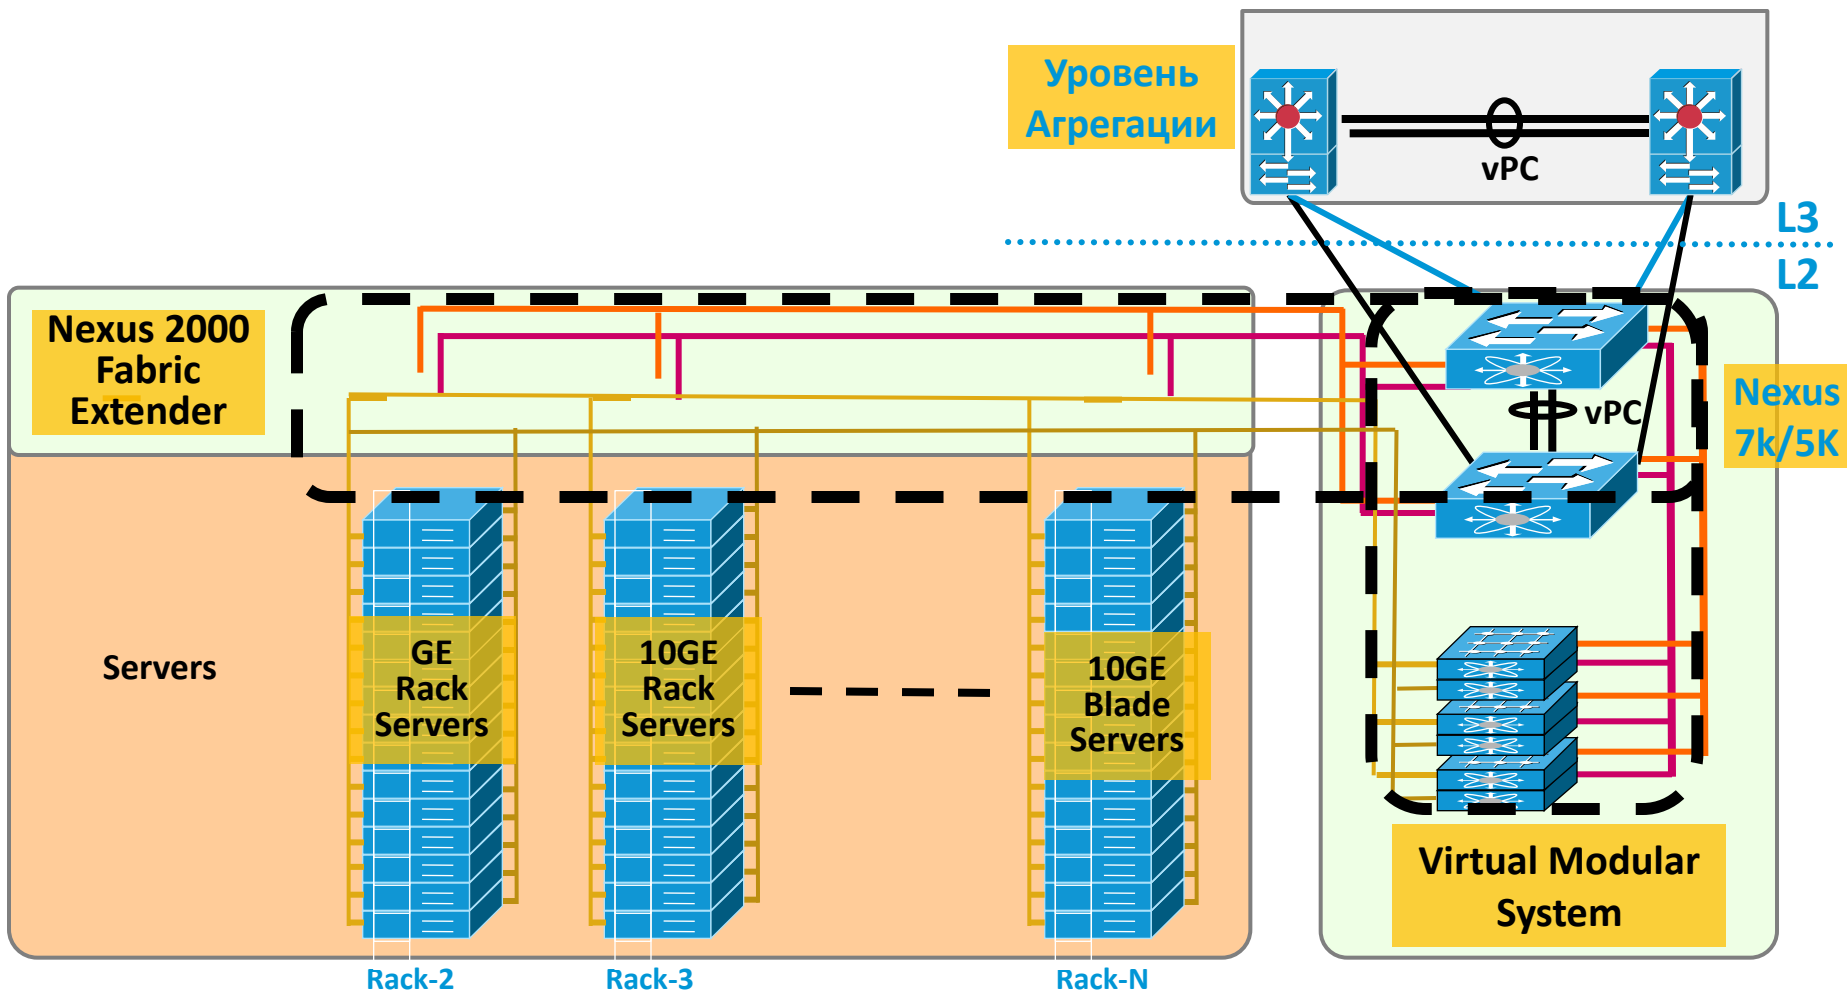 Уровень
Агрегации
vPC
L3
L2
Nexus 2000
Fabric
Extender
vPC
Nexus
7k/5K
Servers
GE
Rack
Servers
10GE
Rack
Servers
10GE
Blade
Servers
Virtual Modular
System
Rack-2
Rack-3
Rack-N